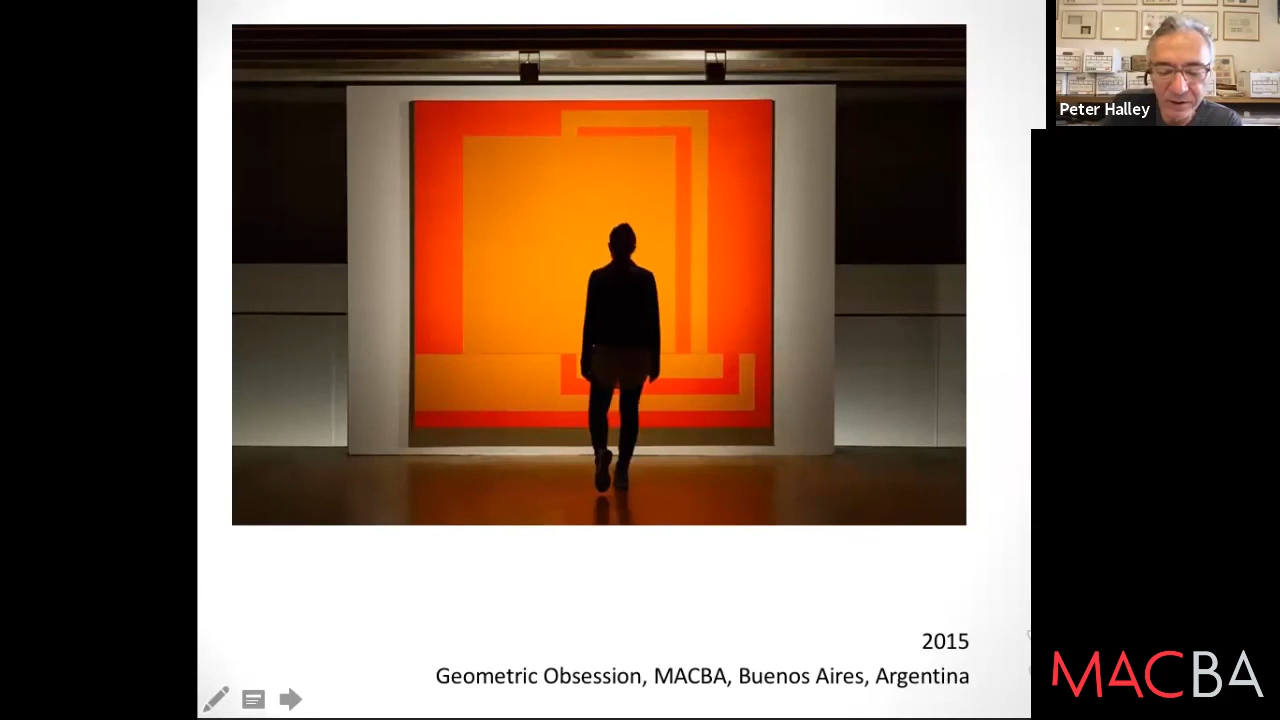 Peter Halley
2015
Geometric Obsession, MACBA, Buenos Aires, Argentina
MACBA